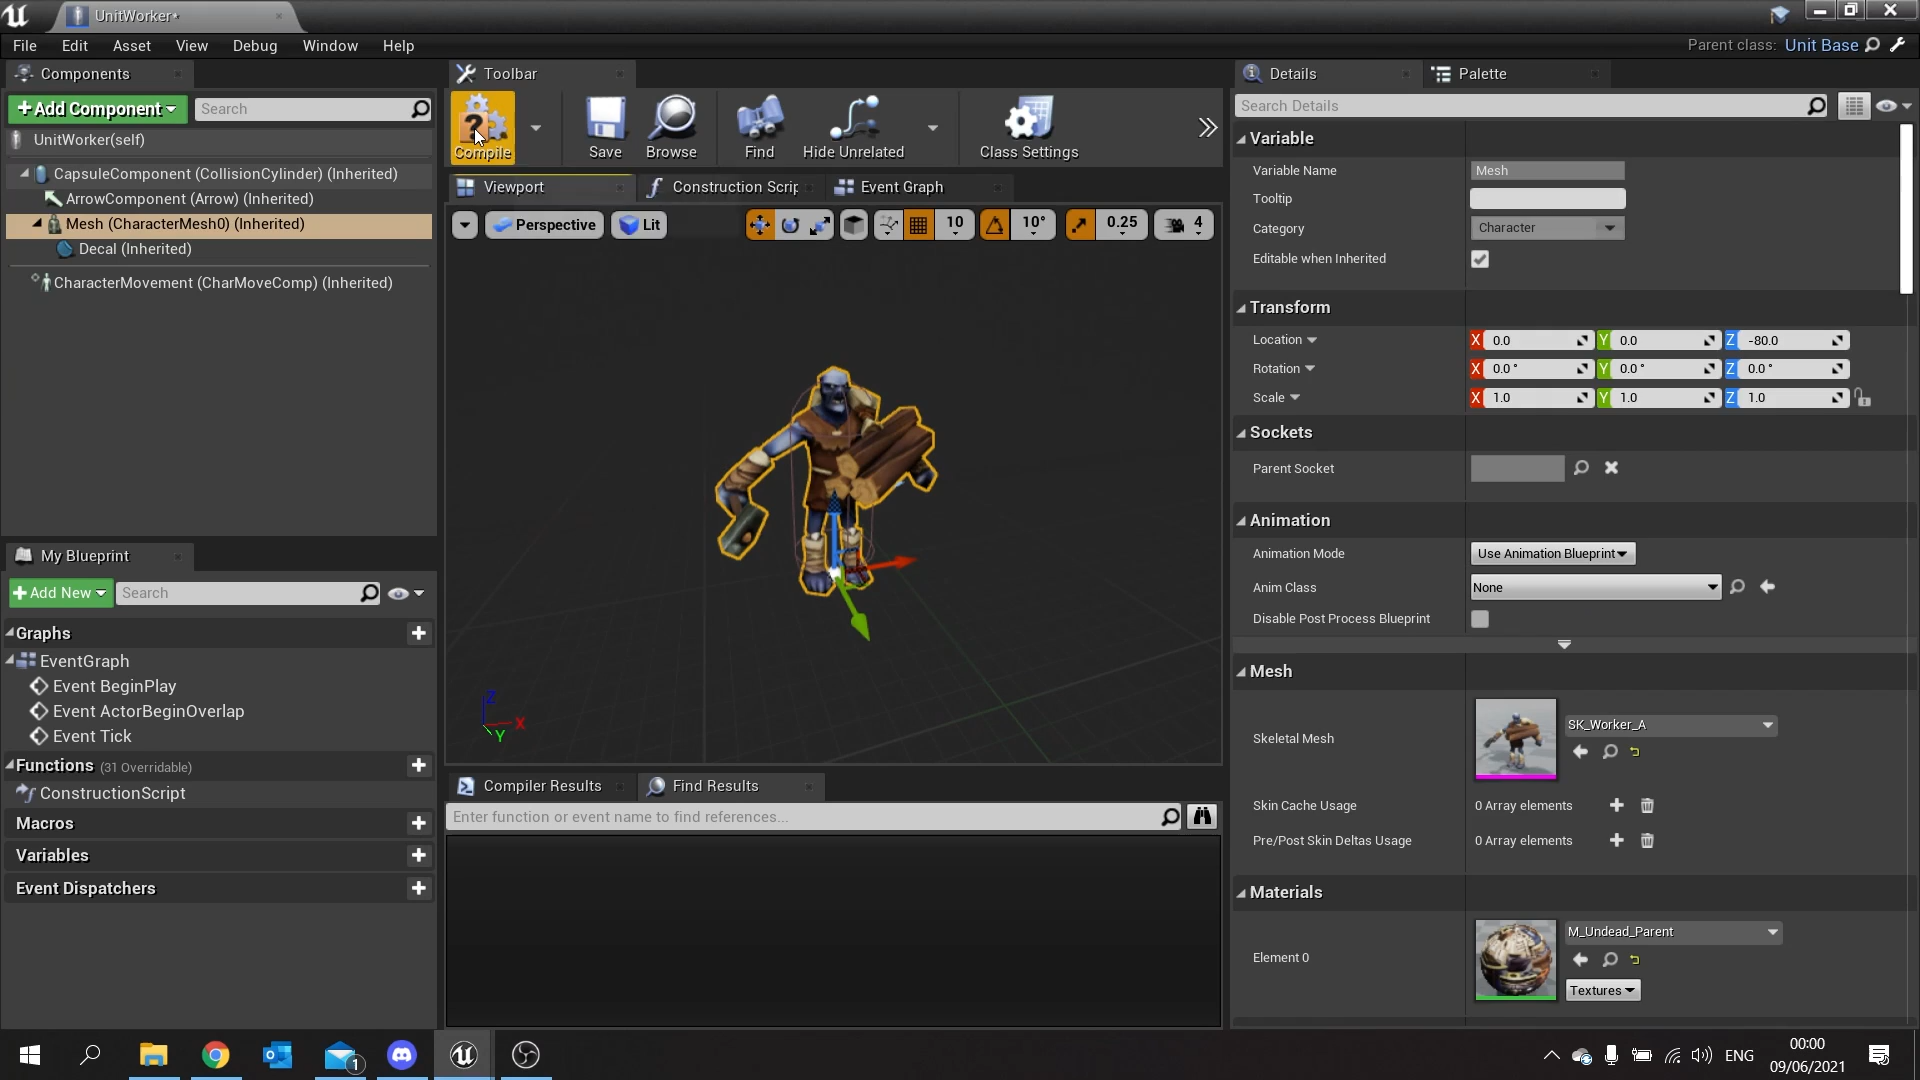 UnitWorker*
File Edit Asset View Debug Window Help
Parent class: Unit Base
Components
+Add Component
Search
UnitWorker(self)
CapsuleComponent (CollisionCylinder) (Inherited)
ArrowComponent (Arrow) (Inherited)
Mesh (CharacterMesh0) (Inherited)
Decal (Inherited)
CharacterMovement (CharMoveComp) (Inherited)
My Blueprint
+Add New
Search
Graphs
EventGraph
Event BeginPlay
Event ActorBeginOverlap
Event Tick
Functions (31 Overridable)
ConstructionScript
Macros
Variables
Event Dispatchers
Toolbar
Compile
Save
Browse
Find
Hide Unrelated
Class Settings
Viewport
Construction Scrip
Event Graph
Perspective
Lit
10
10°
0.25
4
Z
X
Y
Compiler Results
Find Results
Enter function or event name to find references...
Details
Palette
Search Details
Variable
Variable Name Mesh
Tooltip
Category Character
Editable when Inherited
Transform
Location X 0.0 Y 0.0 Z -80.0
Rotation X 0.0° Y 0.0° Z 0.0°
Scale X 1.0 Y 1.0 Z 1.0
Sockets
Parent Socket
Animation
Animation Mode Use Animation Blueprint
Anim Class None
Disable Post Process Blueprint
Mesh
Skeletal Mesh SK_Worker_A
Skin Cache Usage 0 Array elements
Pre/Post Skin Deltas Usage 0 Array elements
Materials
Element 0 M_Undead_Parent
Textures
1
ENG
00:00
09/06/2021